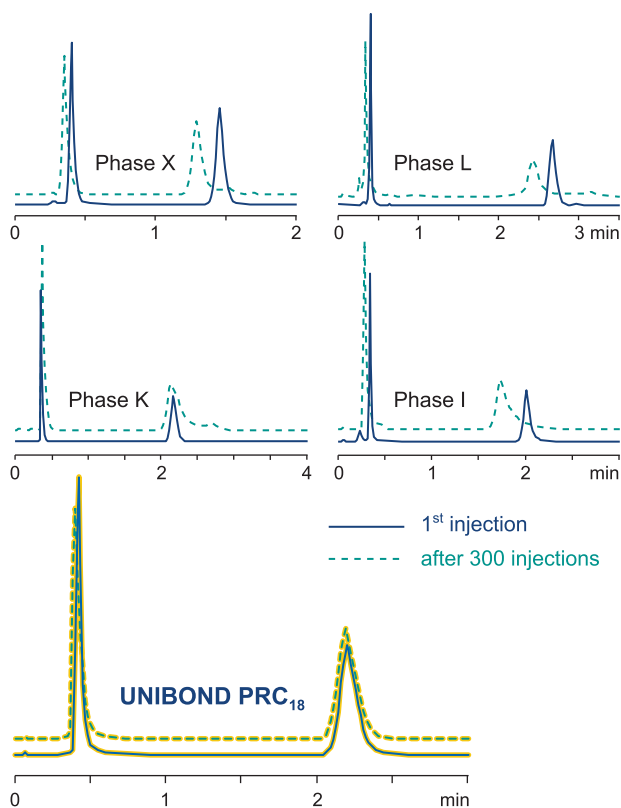 Phase X
0 1 2
Phase L
0 1 2 3 min
Phase K
0 2 4
Phase I
0 1 2 min
1st injection
after 300 injections
UNIBOND PRC18
0 1 2 min